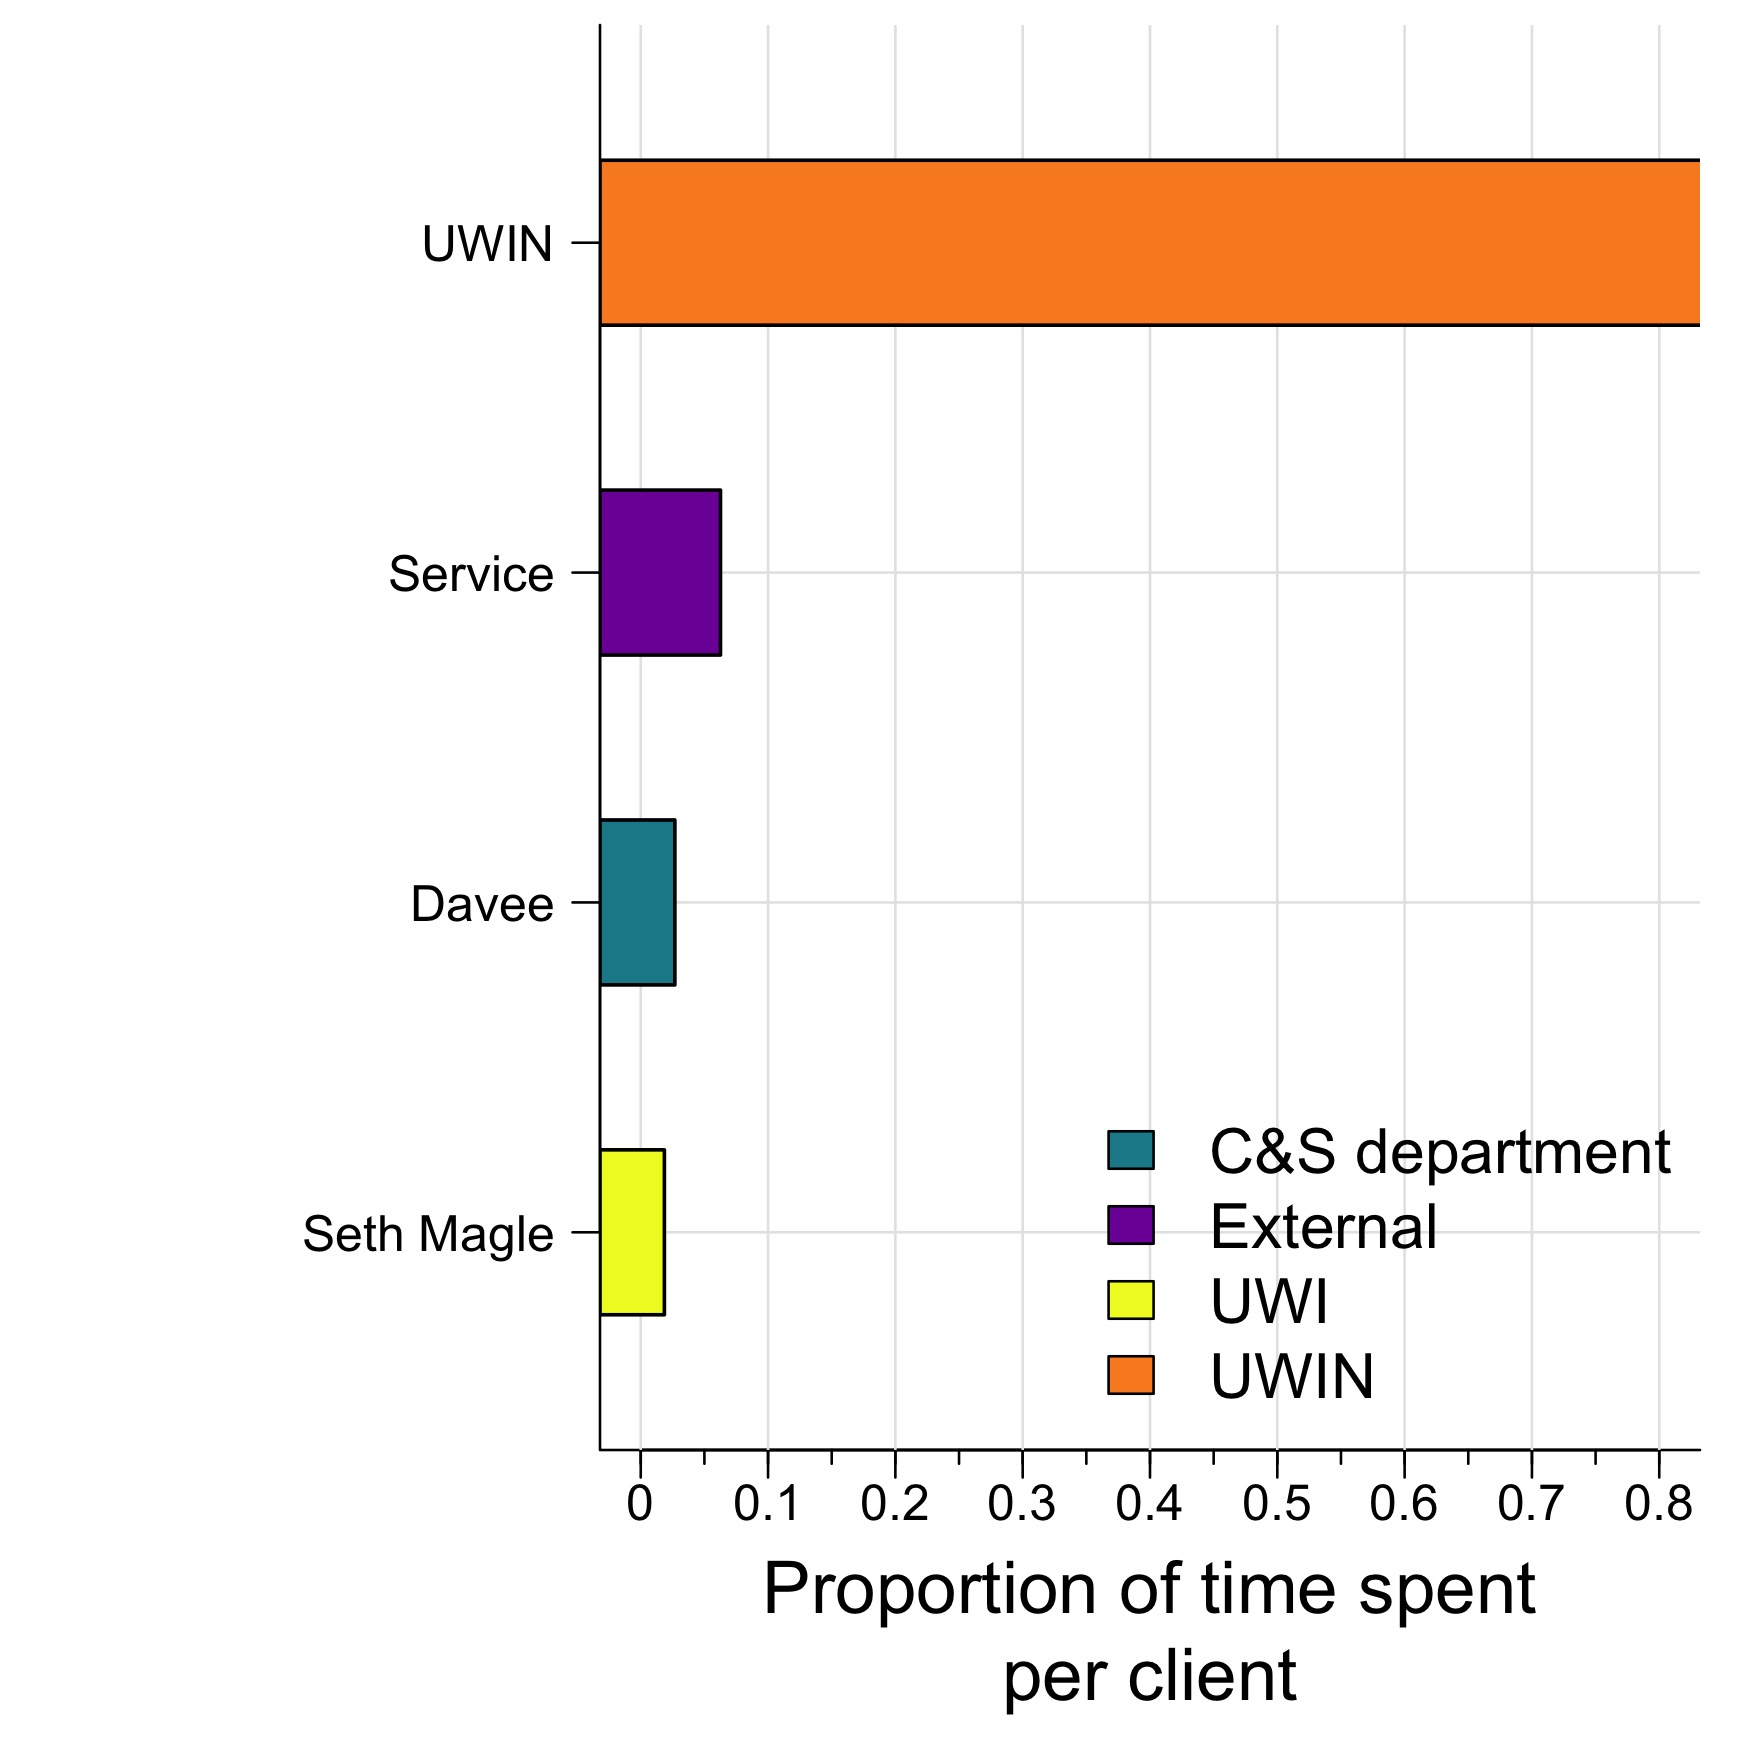 UWIN
Service
Davee
Seth Magle
C&S department
External
UWI
UWIN
0 0.1 0.2 0.3 0.4 0.5 0.6 0.7 0.8
Proportion of time spent
per client